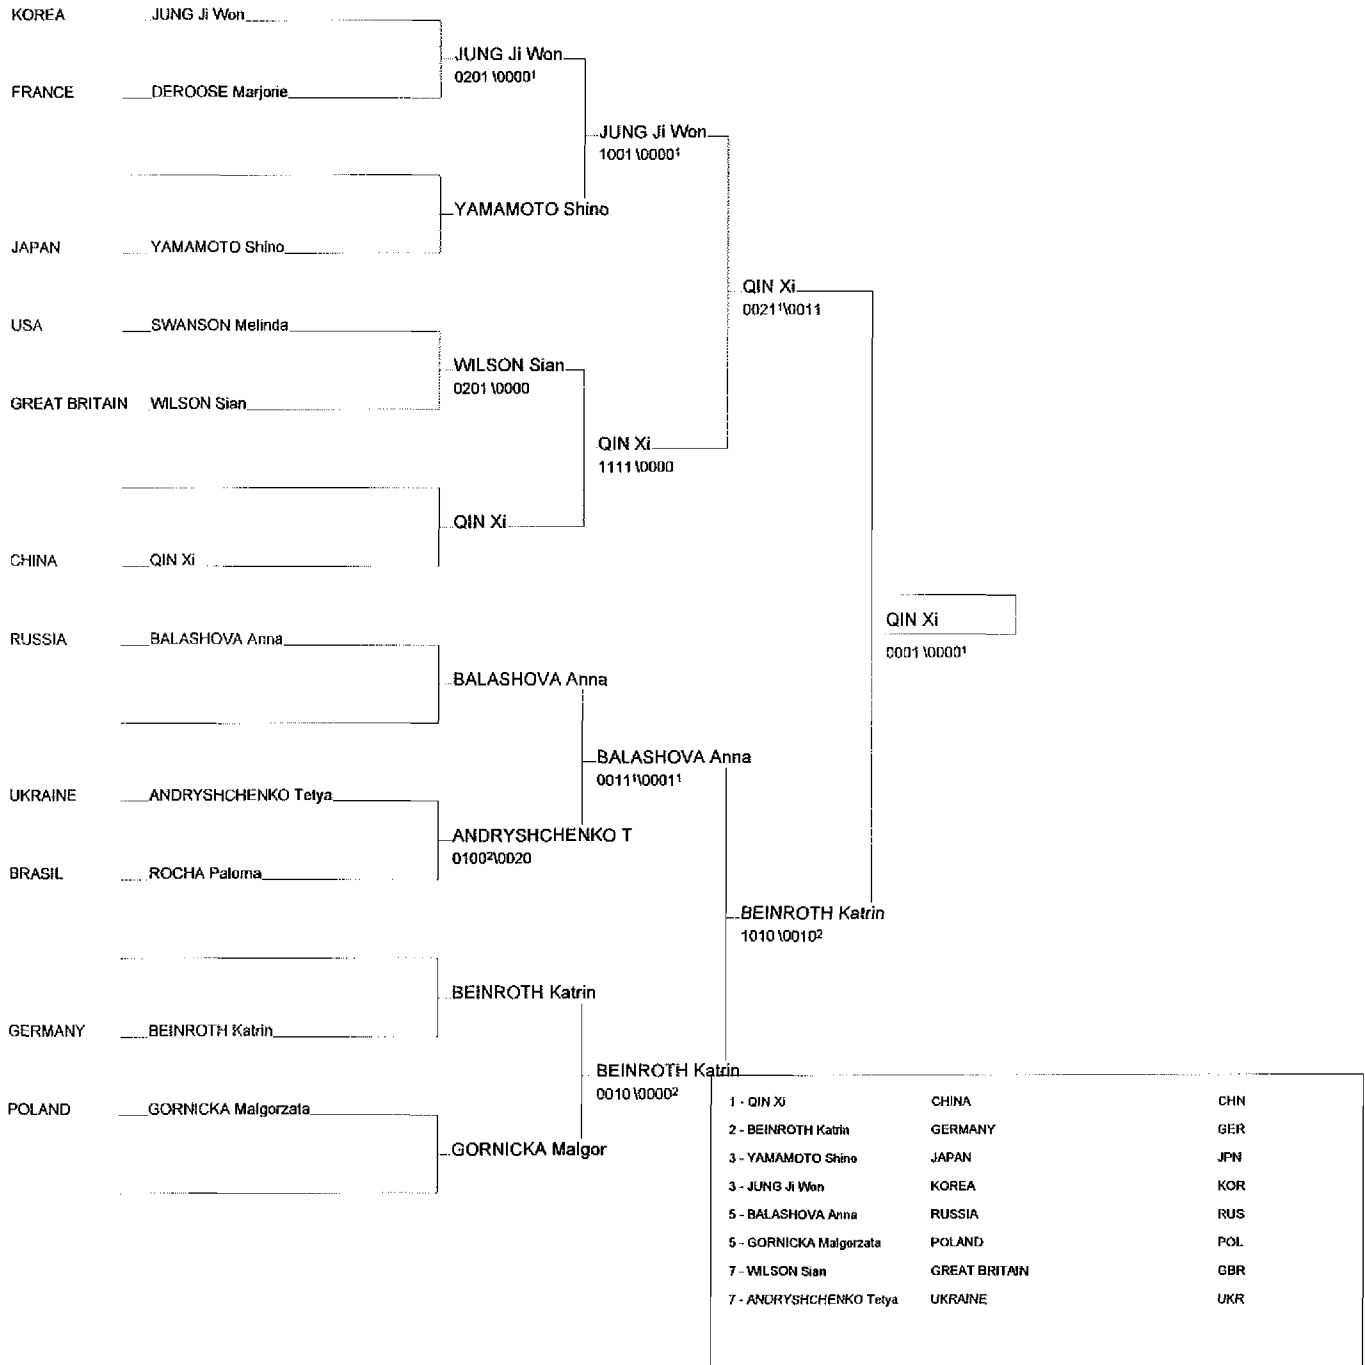 KOREA JUNG Ji Won
JUNG Ji Won
0201 \0000¹
FRANCE DEROOSE Marjorie
JUNG Ji Won
1001 \0000¹
YAMAMOTO Shino
JAPAN YAMAMOTO Shino
QIN Xi
0021¹\0011
USA SWANSON Melinda
WILSON Sian
0201 \0000
GREAT BRITAIN WILSON Sian
QIN Xi
1111 \0000
QIN Xi
CHINA QIN Xi
QIN Xi
0001 \0000¹
RUSSIA BALASHOVA Anna
BALASHOVA Anna
BALASHOVA Anna
0011¹\0001¹
UKRAINE ANDRYSHCHENKO Tetya
ANDRYSHCHENKO T
0100²\0020
BRASIL ROCHA Paloma
BEINROTH Katrin
1010 \0010²
BEINROTH Katrin
GERMANY BEINROTH Katrin
BEINROTH Katrin
0010 \0000²
POLAND GORNICKA Malgorzata
GORNICKA Malgor
1 - QIN Xi CHINA CHN
2 - BEINROTH Katrin GERMANY GER
3 - YAMAMOTO Shino JAPAN JPN
3 - JUNG Ji Won KOREA KOR
5 - BALASHOVA Anna RUSSIA RUS
5 - GORNICKA Malgorzata POLAND POL
7 - WILSON Sian GREAT BRITAIN GBR
7 - ANDRYSHCHENKO Tetya UKRAINE UKR